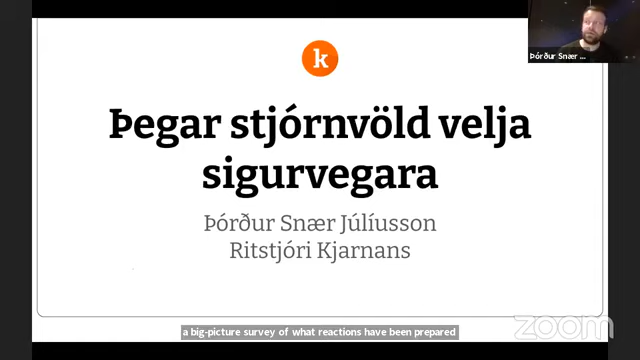 k
Þórður Snær ...
Þegar stjórnvöld velja
sigurvegara
Þórður Snær Júlíusson
Ritstjóri Kjarnans
a big-picture survey of what reactions have been prepared
zoom